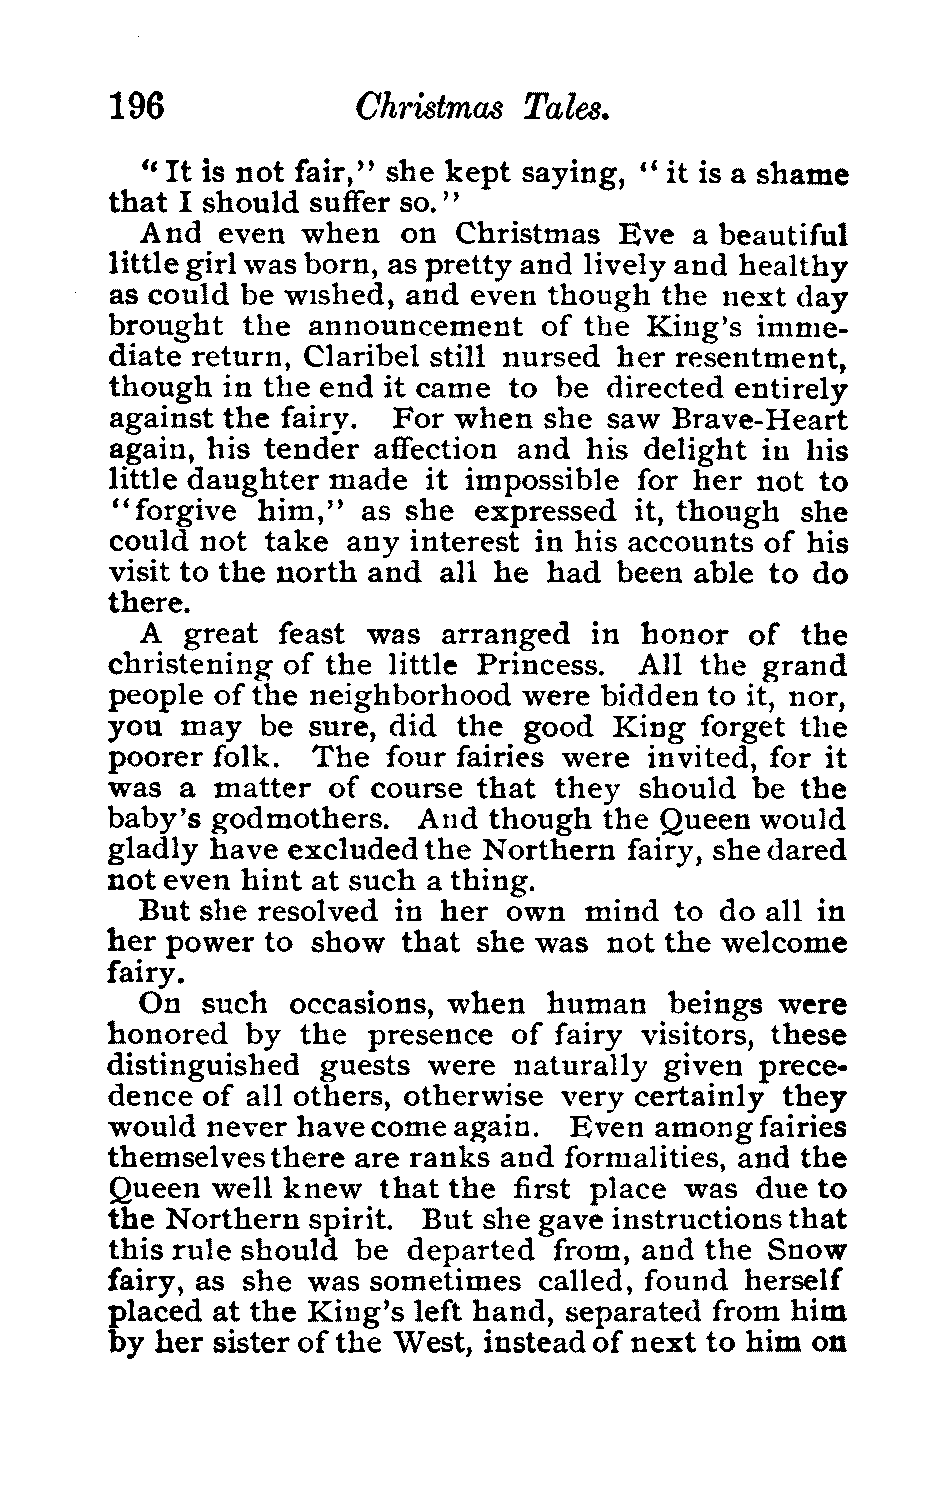 196 Christmas Tales.
“It is not fair,” she kept saying, “it is a shame
that I should suffer so.”
And even when on Christmas Eve a beautiful
little girl was born, as pretty and lively and healthy
as could be wished, and even though the next day
brought the announcement of the King's imme-
diate return, Claribel still nursed her resentment,
though in the end it came to be directed entirely
against the fairy. For when she saw Brave-Heart
again, his tender affection and his delight in his
little daughter made it impossible for her not to
“forgive him,” as she expressed it, though she
could not take any interest in his accounts of his
visit to the north and all he had been able to do
there.
A great feast was arranged in honor of the
christening of the little Princess. All the grand
people of the neighborhood were bidden to it, nor,
you may be sure, did the good King forget the
poorer folk. The four fairies were invited, for it
was a matter of course that they should be the
baby's godmothers. And though the Queen would
gladly have excluded the Northern fairy, she dared
not even hint at such a thing.
But she resolved in her own mind to do all in
her power to show that she was not the welcome
fairy.
On such occasions, when human beings were
honored by the presence of fairy visitors, these
distinguished guests were naturally given prece-
dence of all others, otherwise very certainly they
would never have come again. Even among fairies
themselves there are ranks and formalities, and the
Queen well knew that the first place was due to
the Northern spirit. But she gave instructions that
this rule should be departed from, and the Snow
fairy, as she was sometimes called, found herself
placed at the King's left hand, separated from him
by her sister of the West, instead of next to him on